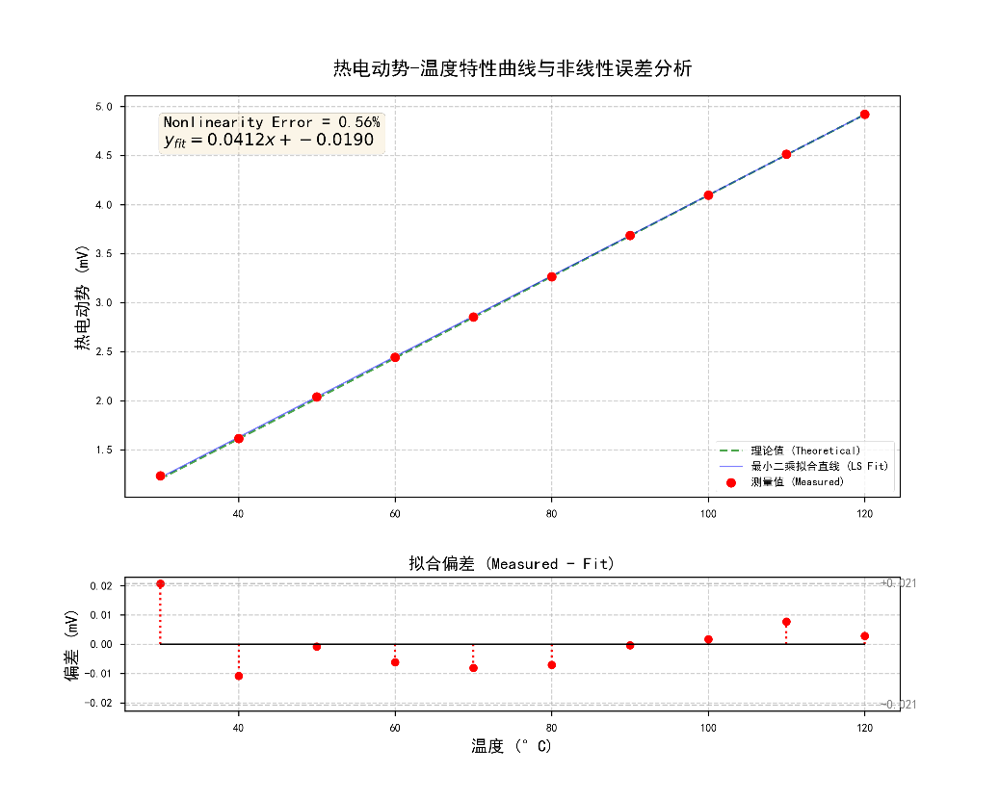 热电动势-温度特性曲线与非线性误差分析
Nonlinearity Error = 0.56%
y_fit = 0.0412x + −0.0190
热电动势 (mV)
5.0
4.5
4.0
3.5
3.0
2.5
2.0
1.5
理论值 (Theoretical)
最小二乘拟合直线 (LS Fit)
测量值 (Measured)
40 60 80 100 120
拟合偏差 (Measured - Fit)
偏差 (mV)
0.02
0.01
0.00
-0.01
-0.02
+0.021
-0.021
40 60 80 100 120
温度 (°C)